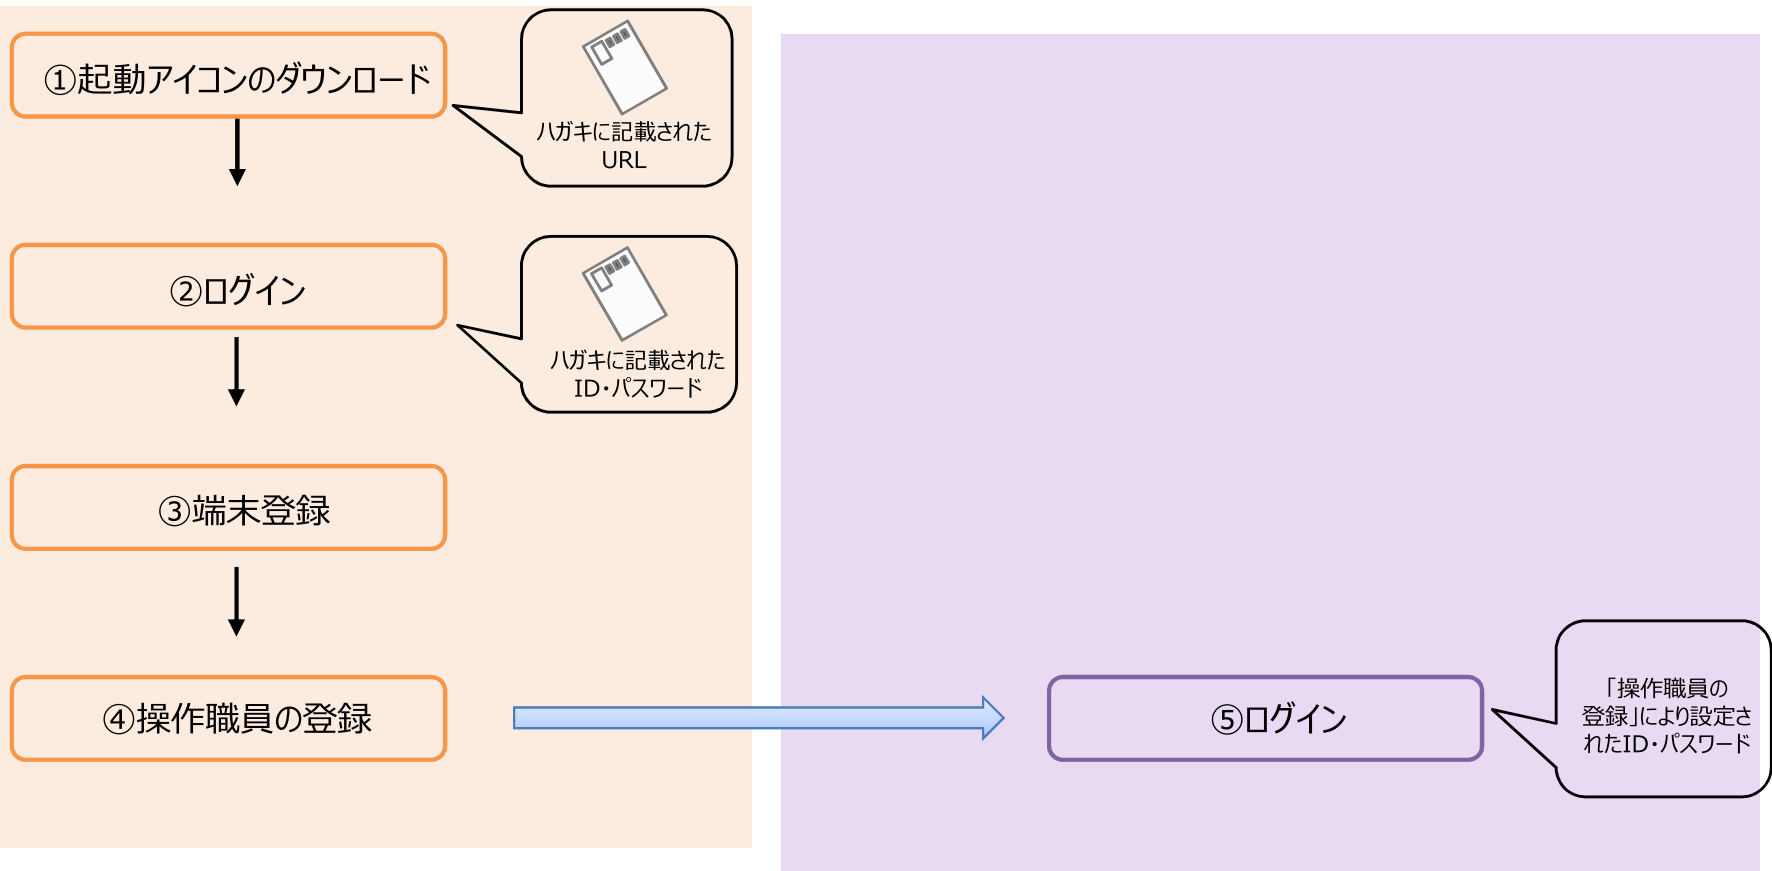 ①起動アイコンのダウンロード
ハガキに記載された
URL
②ログイン
ハガキに記載された
ID・パスワード
③端末登録
④操作職員の登録
⑤ログイン
「操作職員の
登録」により設定さ
れたID・パスワード